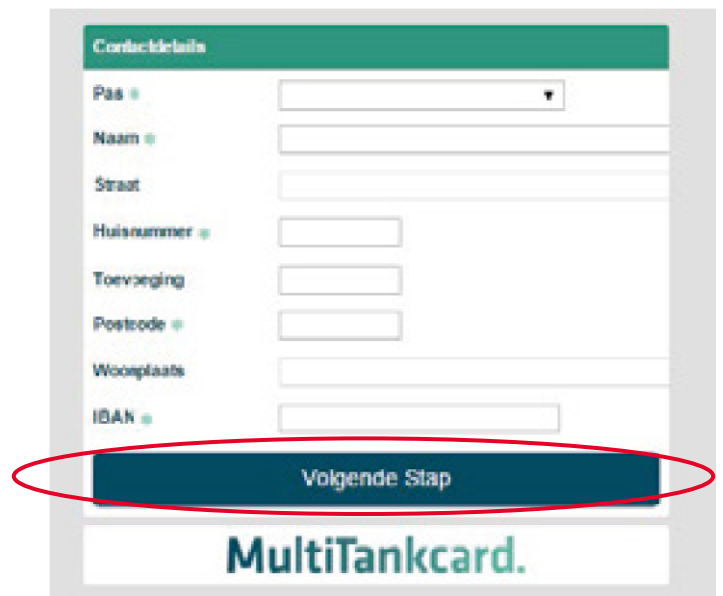 Contactdetails
Pas
Naam
Straat
Huisnummer
Toevoeging
Postcode
Woonplaats
IBAN
Volgende Stap
MultiTankcard.